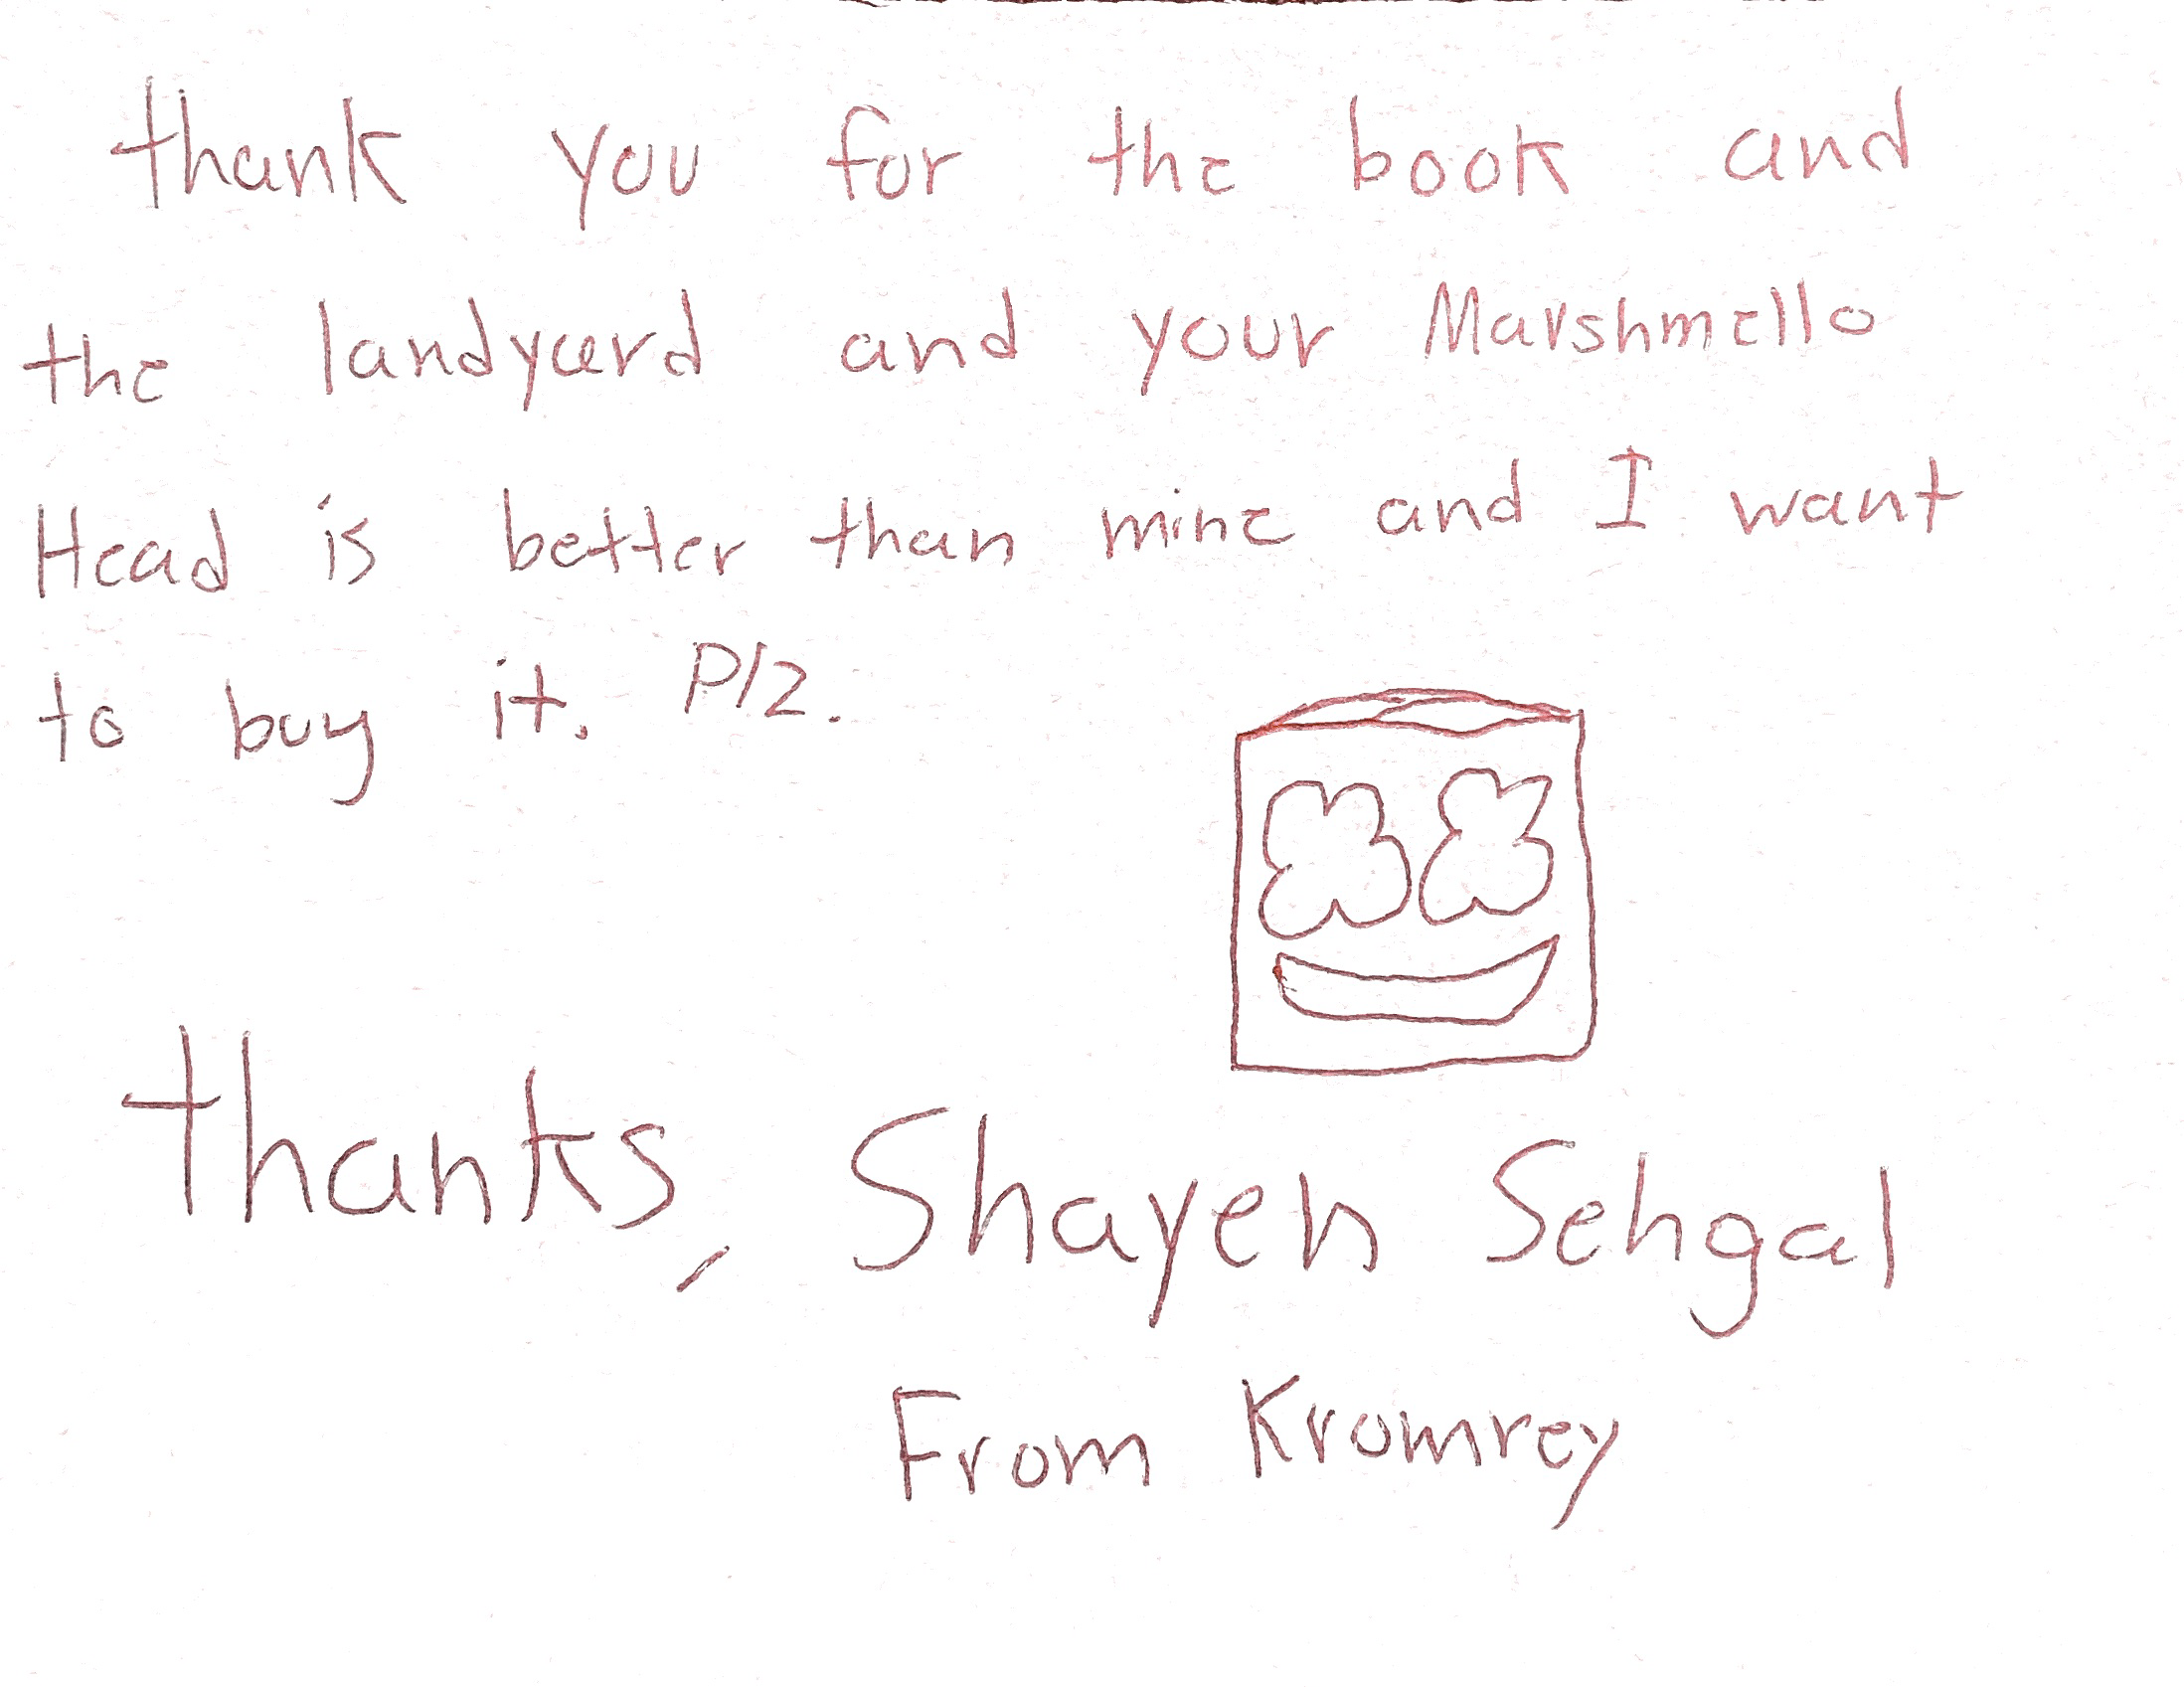 thank you for the book and
the landyard and your Marshmello
Head is better than mine and I want
to buy it. Plz.
thanks, Shayen Sehgal
From Kromrey